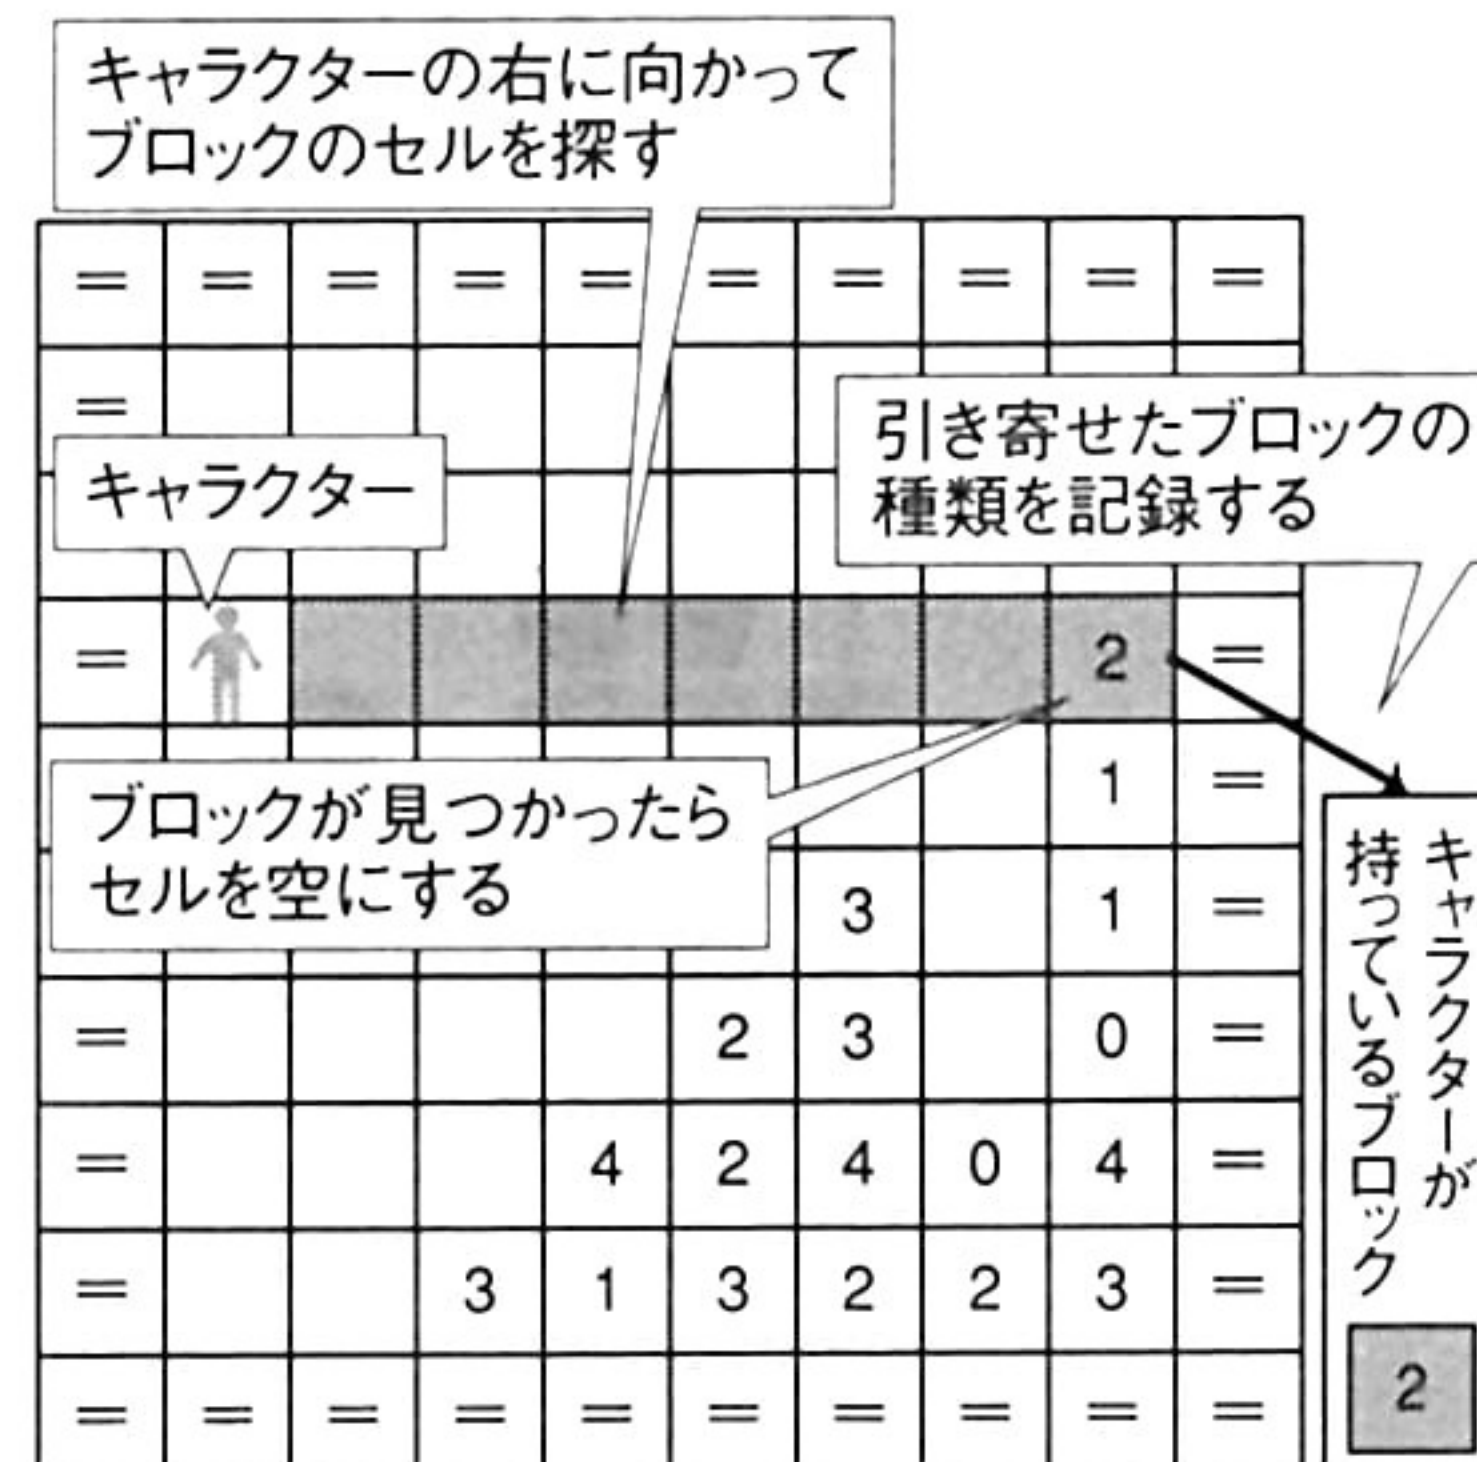 キャラクターの右に向かって
ブロックのセルを探す
= = = = = = = = = =
=
引き寄せたブロックの
種類を記録する
キャラクター
= 2 =
1 =
ブロックが見つかったら
セルを空にする
3 1 =
= 2 3 0 =
= 4 2 4 0 4 =
= 3 1 3 2 2 3 =
= = = = = = = = = =
キャラクターが
持っているブロック
2